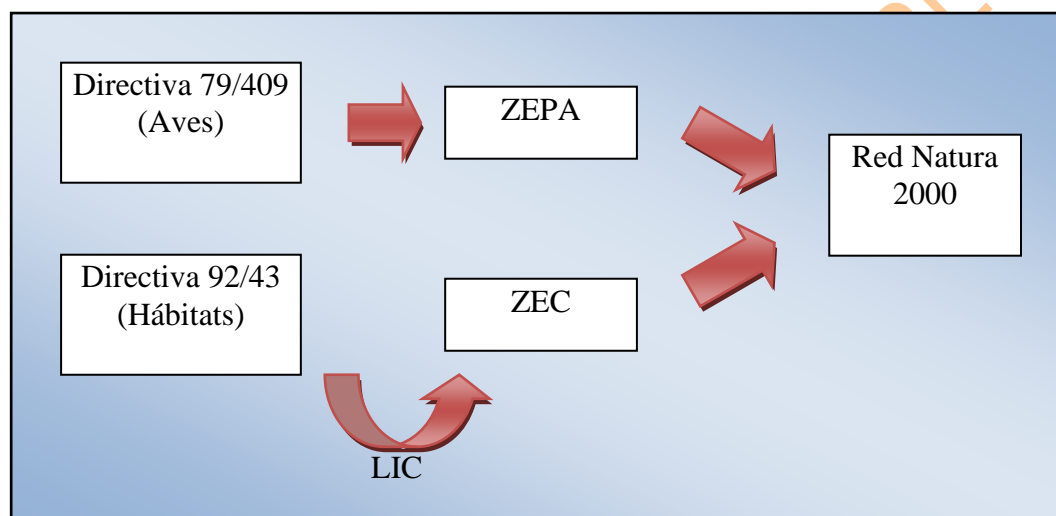 Directiva 79/409
(Aves)
ZEPA
Red Natura
2000
Directiva 92/43
(Hábitats)
ZEC
LIC